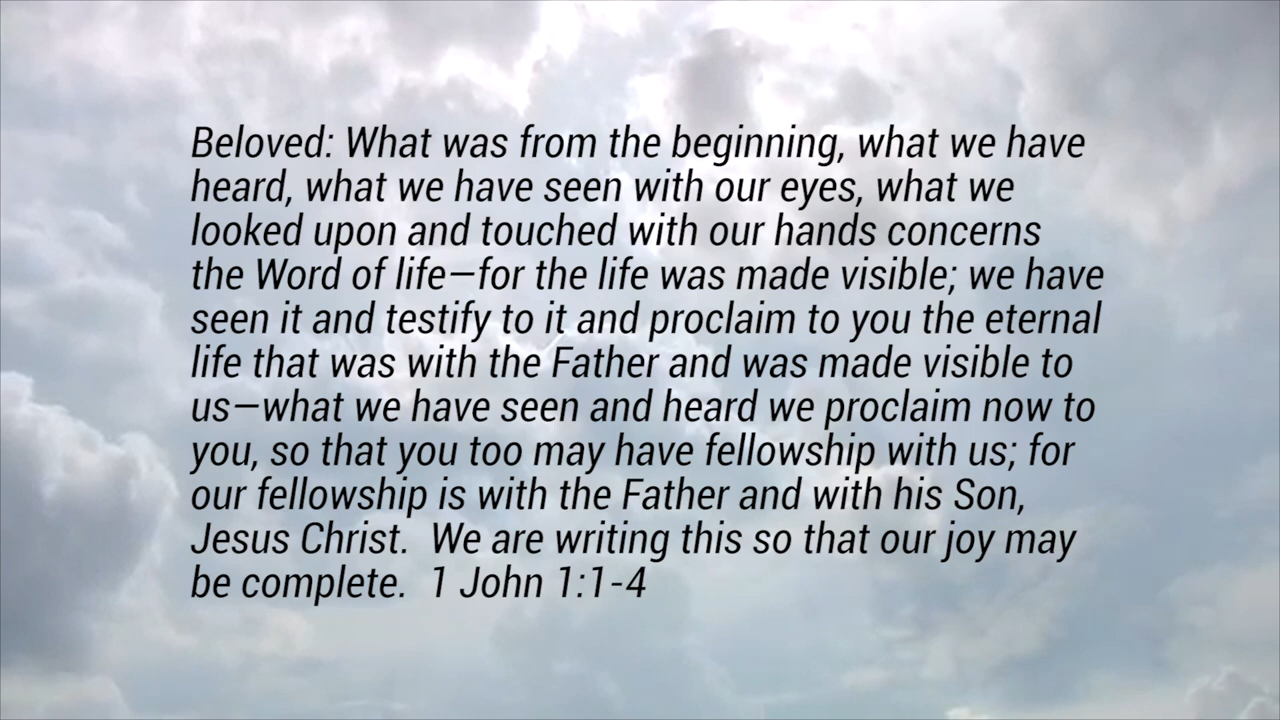 Beloved: What was from the beginning, what we have
heard, what we have seen with our eyes, what we
looked upon and touched with our hands concerns
the Word of life—for the life was made visible; we have
seen it and testify to it and proclaim to you the eternal
life that was with the Father and was made visible to
us—what we have seen and heard we proclaim now to
you, so that you too may have fellowship with us; for
our fellowship is with the Father and with his Son,
Jesus Christ.  We are writing this so that our joy may
be complete.  1 John 1:1-4